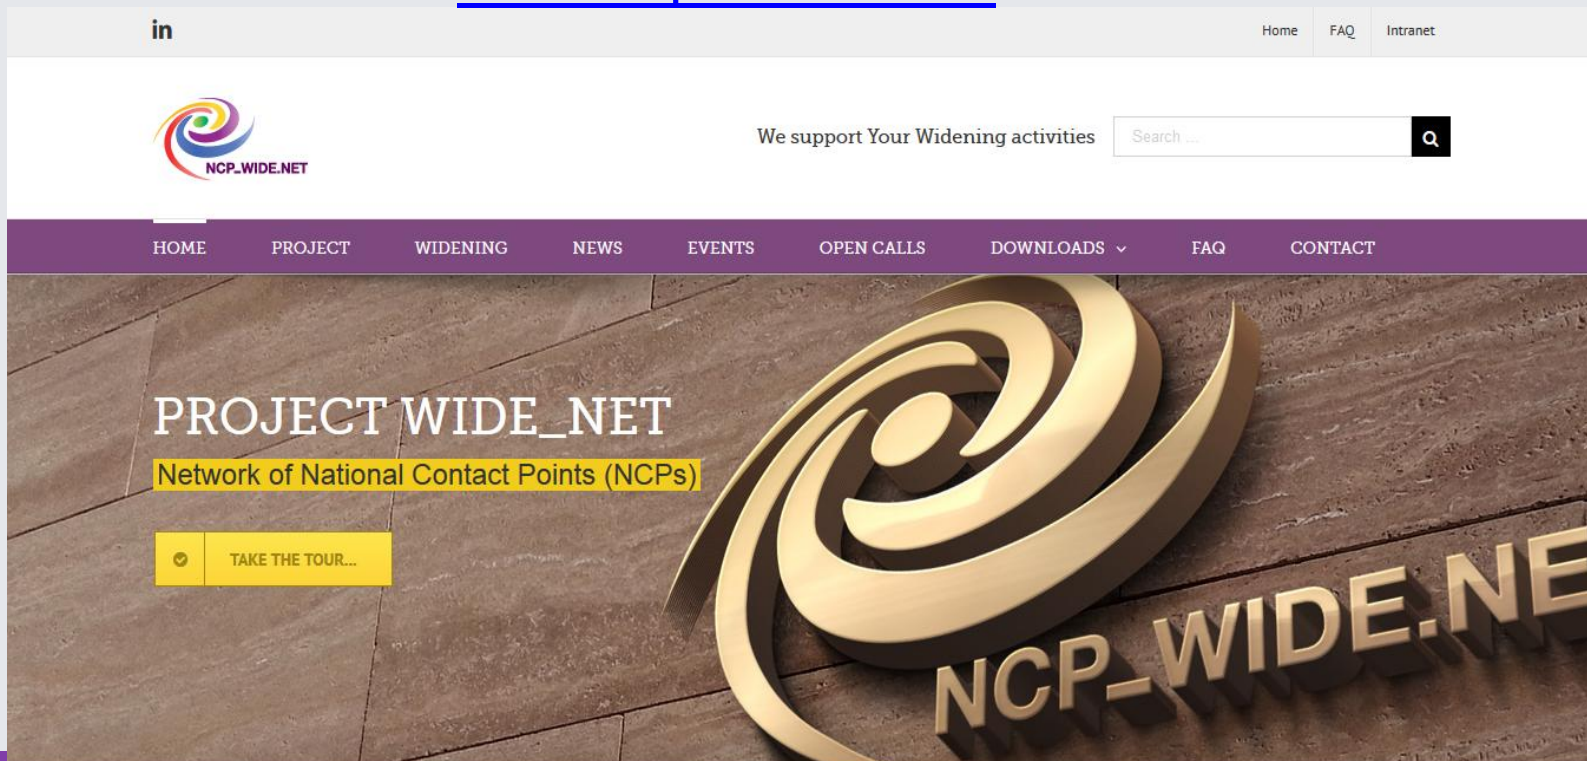 in
Home FAQ Intranet
NCP_WIDE.NET
We support Your Widening activities
Search ...
HOME PROJECT WIDENING NEWS EVENTS OPEN CALLS DOWNLOADS FAQ CONTACT
PROJECT WIDE_NET
Network of National Contact Points (NCPs)
TAKE THE TOUR...
NCP_WIDE.NE